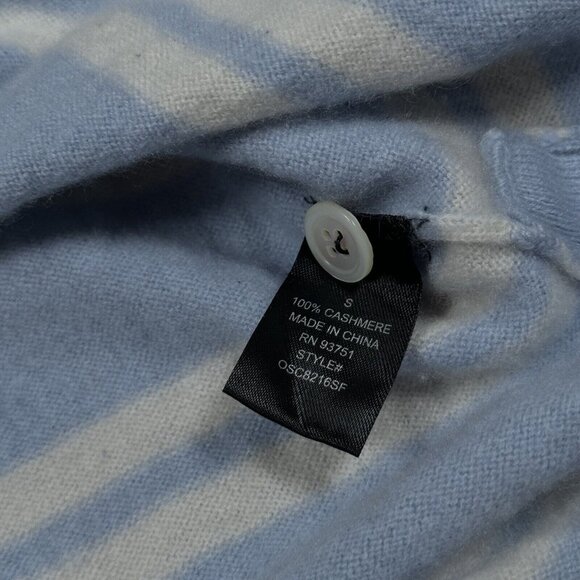 S
100% CASHMERE
MADE IN CHINA
RN 93751
STYLE#
OSC8216SF